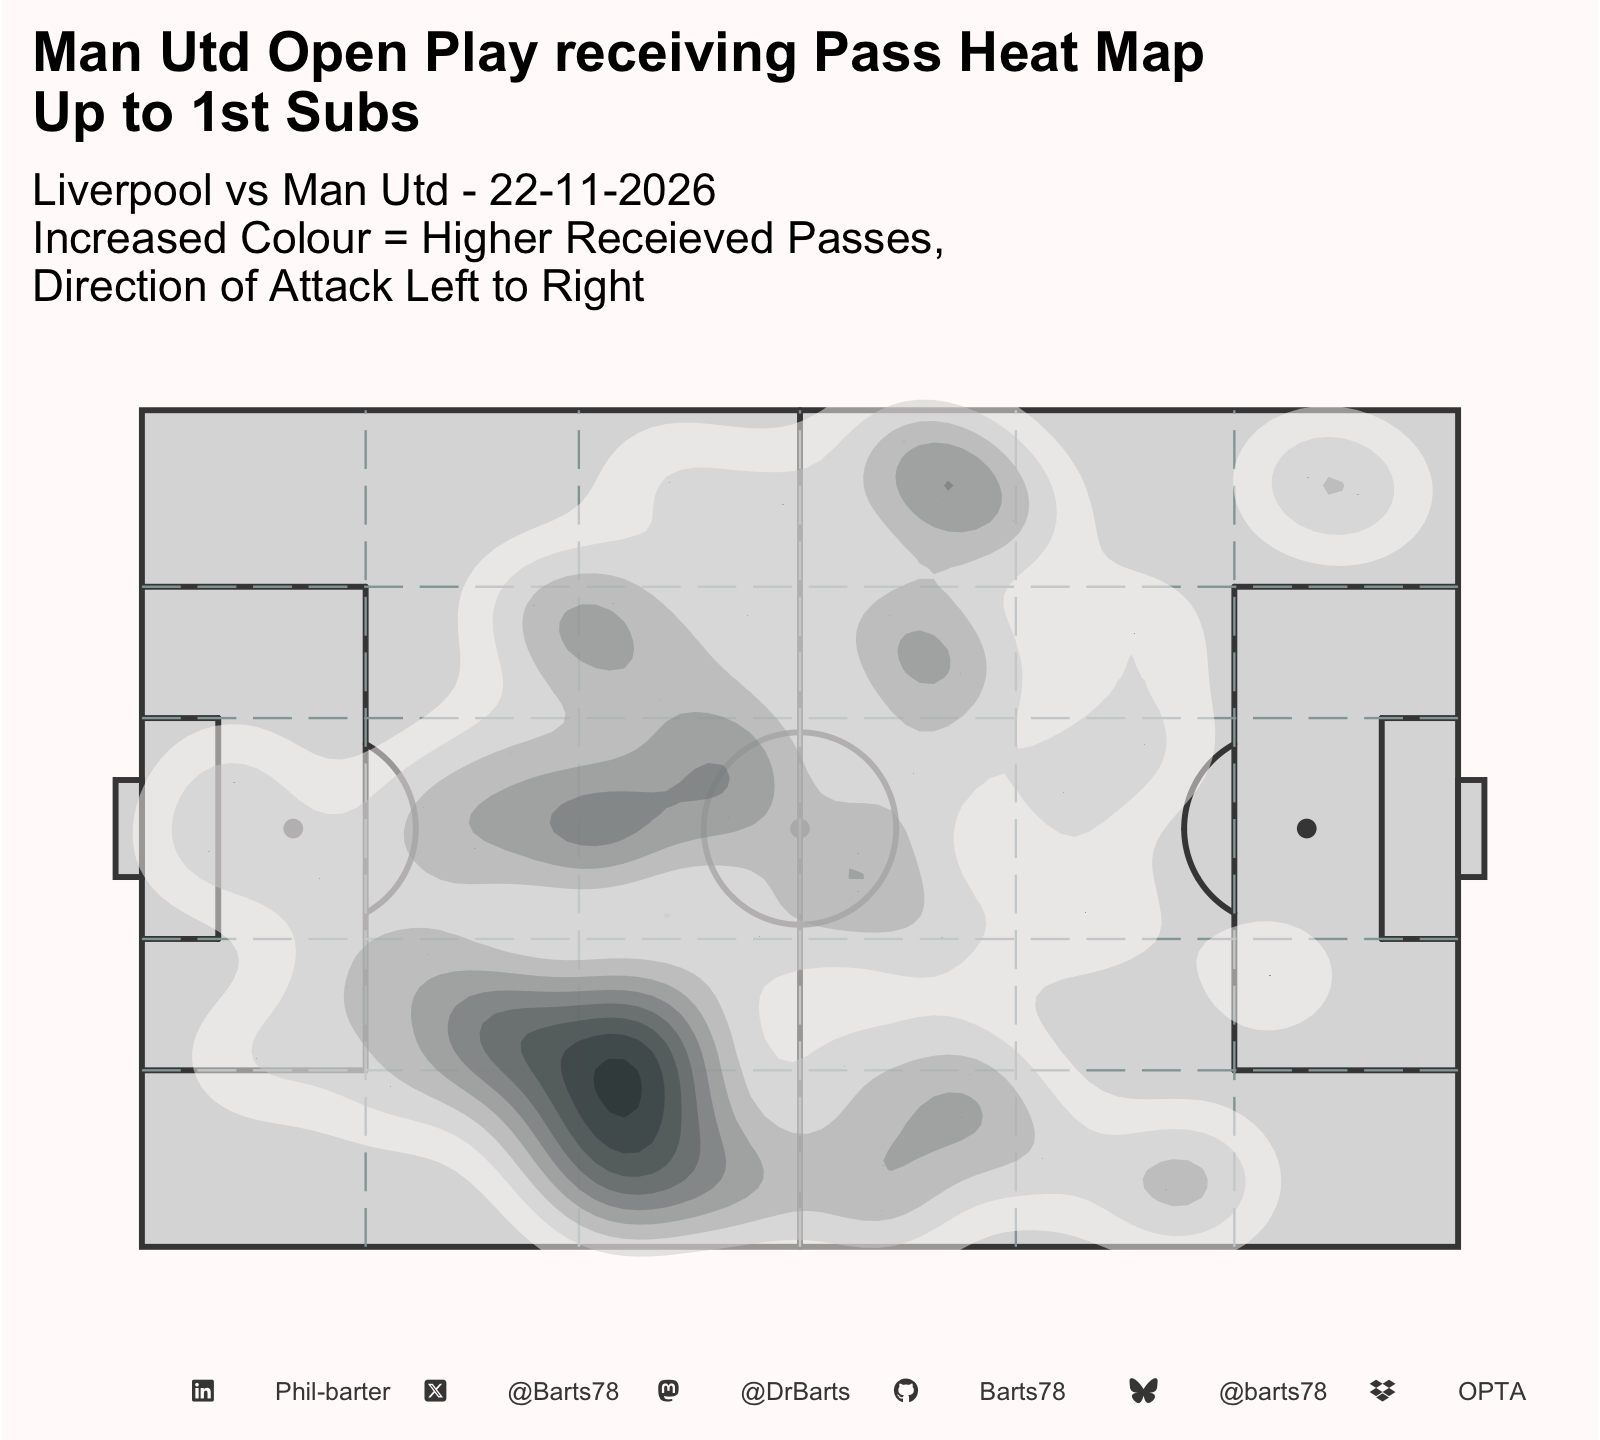 Man Utd Open Play receiving Pass Heat Map
Up to 1st Subs
Liverpool vs Man Utd - 22-11-2026
Increased Colour = Higher Receieved Passes,
Direction of Attack Left to Right
Phil-barter @Barts78 @DrBarts Barts78 @barts78 OPTA